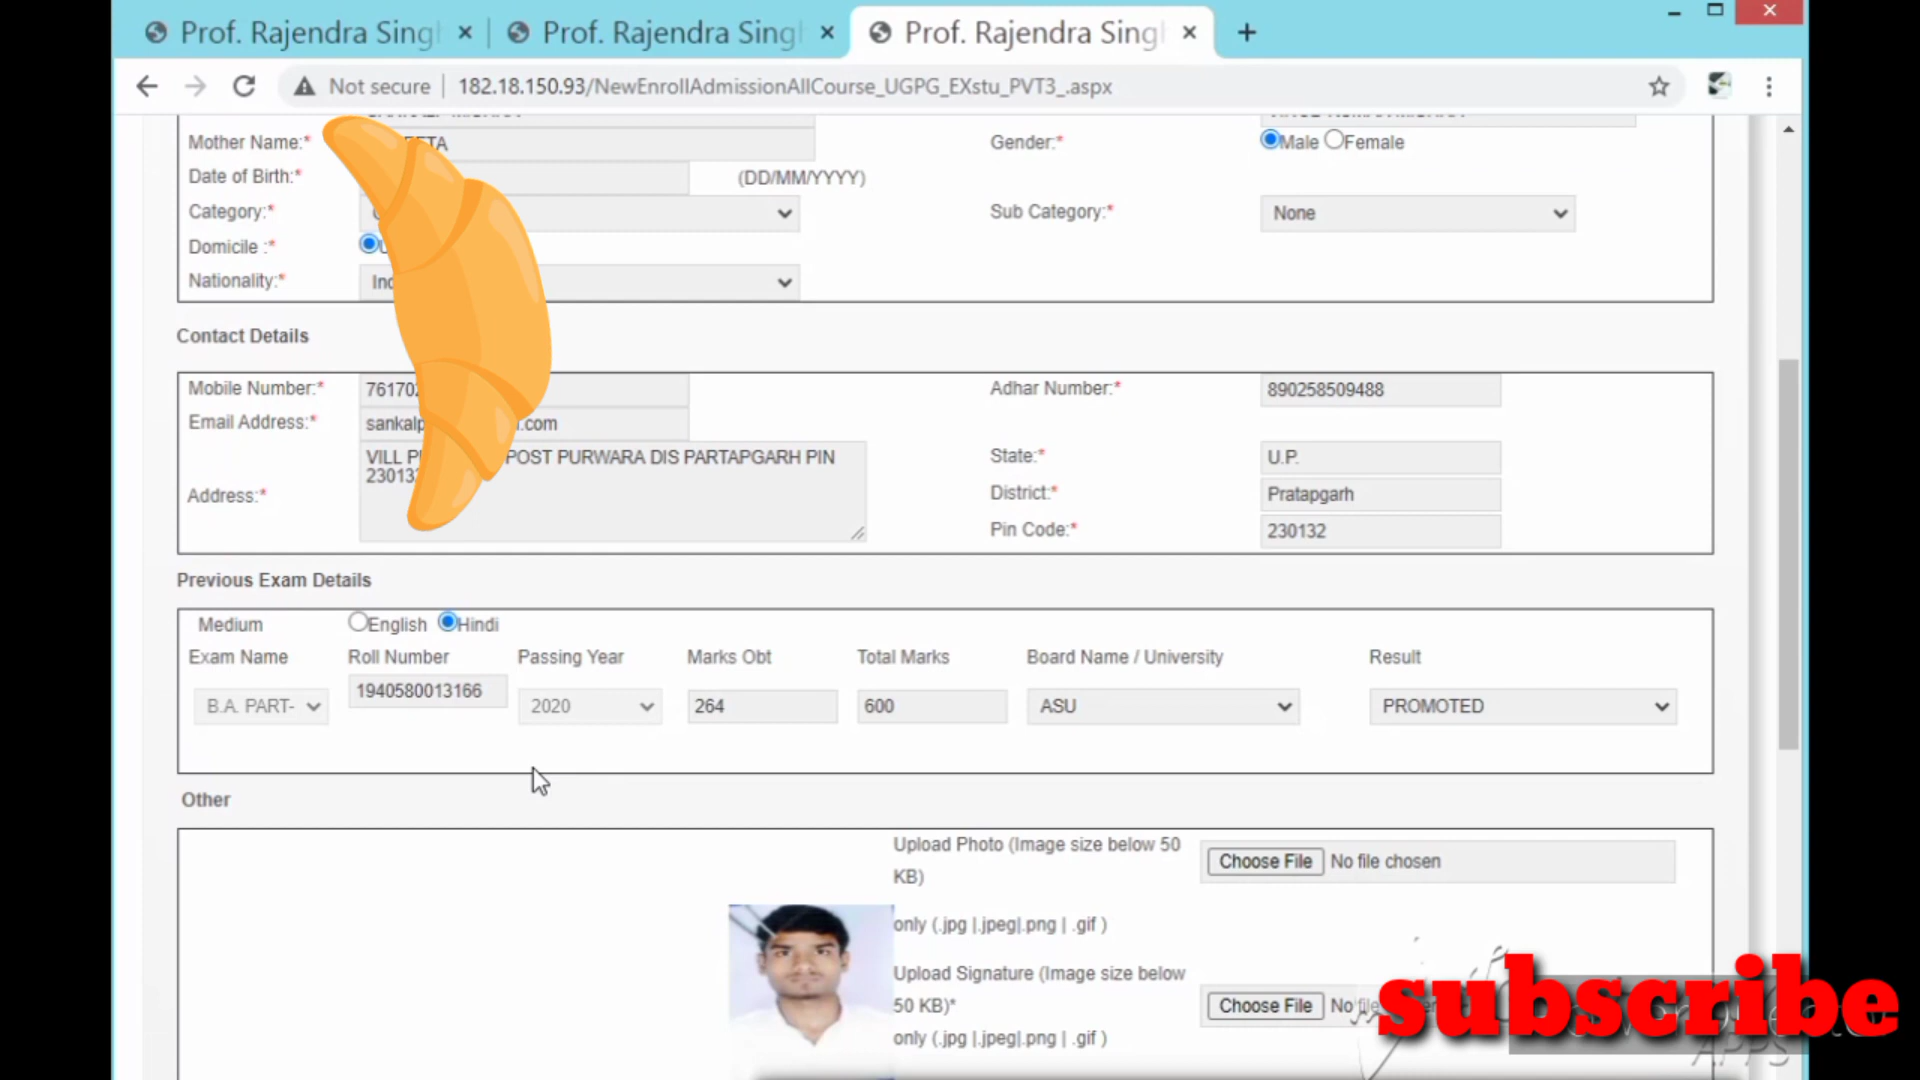 Prof. Rajendra Singh
Prof. Rajendra Singh
Prof. Rajendra Singh
Not secure
182.18.150.93/NewEnrollAdmissionAllCourse_UGPG_EXstu_PVT3_.aspx
Mother Name:*
Gender:*
Male Female
Date of Birth:*
(DD/MM/YYYY)
Category:*
Sub Category:*
None
Domicile :*
Nationality:*
Contact Details
Mobile Number:*
Adhar Number:*
890258509488
Email Address:*
.com
Address:*
VILL POST PURWARA DIS PARTAPGARH PIN
State:*
U.P.
District:*
Pratapgarh
Pin Code:*
230132
Previous Exam Details
Medium English Hindi
Exam Name Roll Number Passing Year Marks Obt Total Marks Board Name / University Result
B.A. PART- 1940580013166 2020 264 600 ASU PROMOTED
Other
Upload Photo (Image size below 50
KB)
Choose File No file chosen
only (.jpg |.jpeg|.png | .gif )
Upload Signature (Image size below
50 KB)*
Choose File No
only (.jpg |.jpeg|.png | .gif )
subscribe
APPS